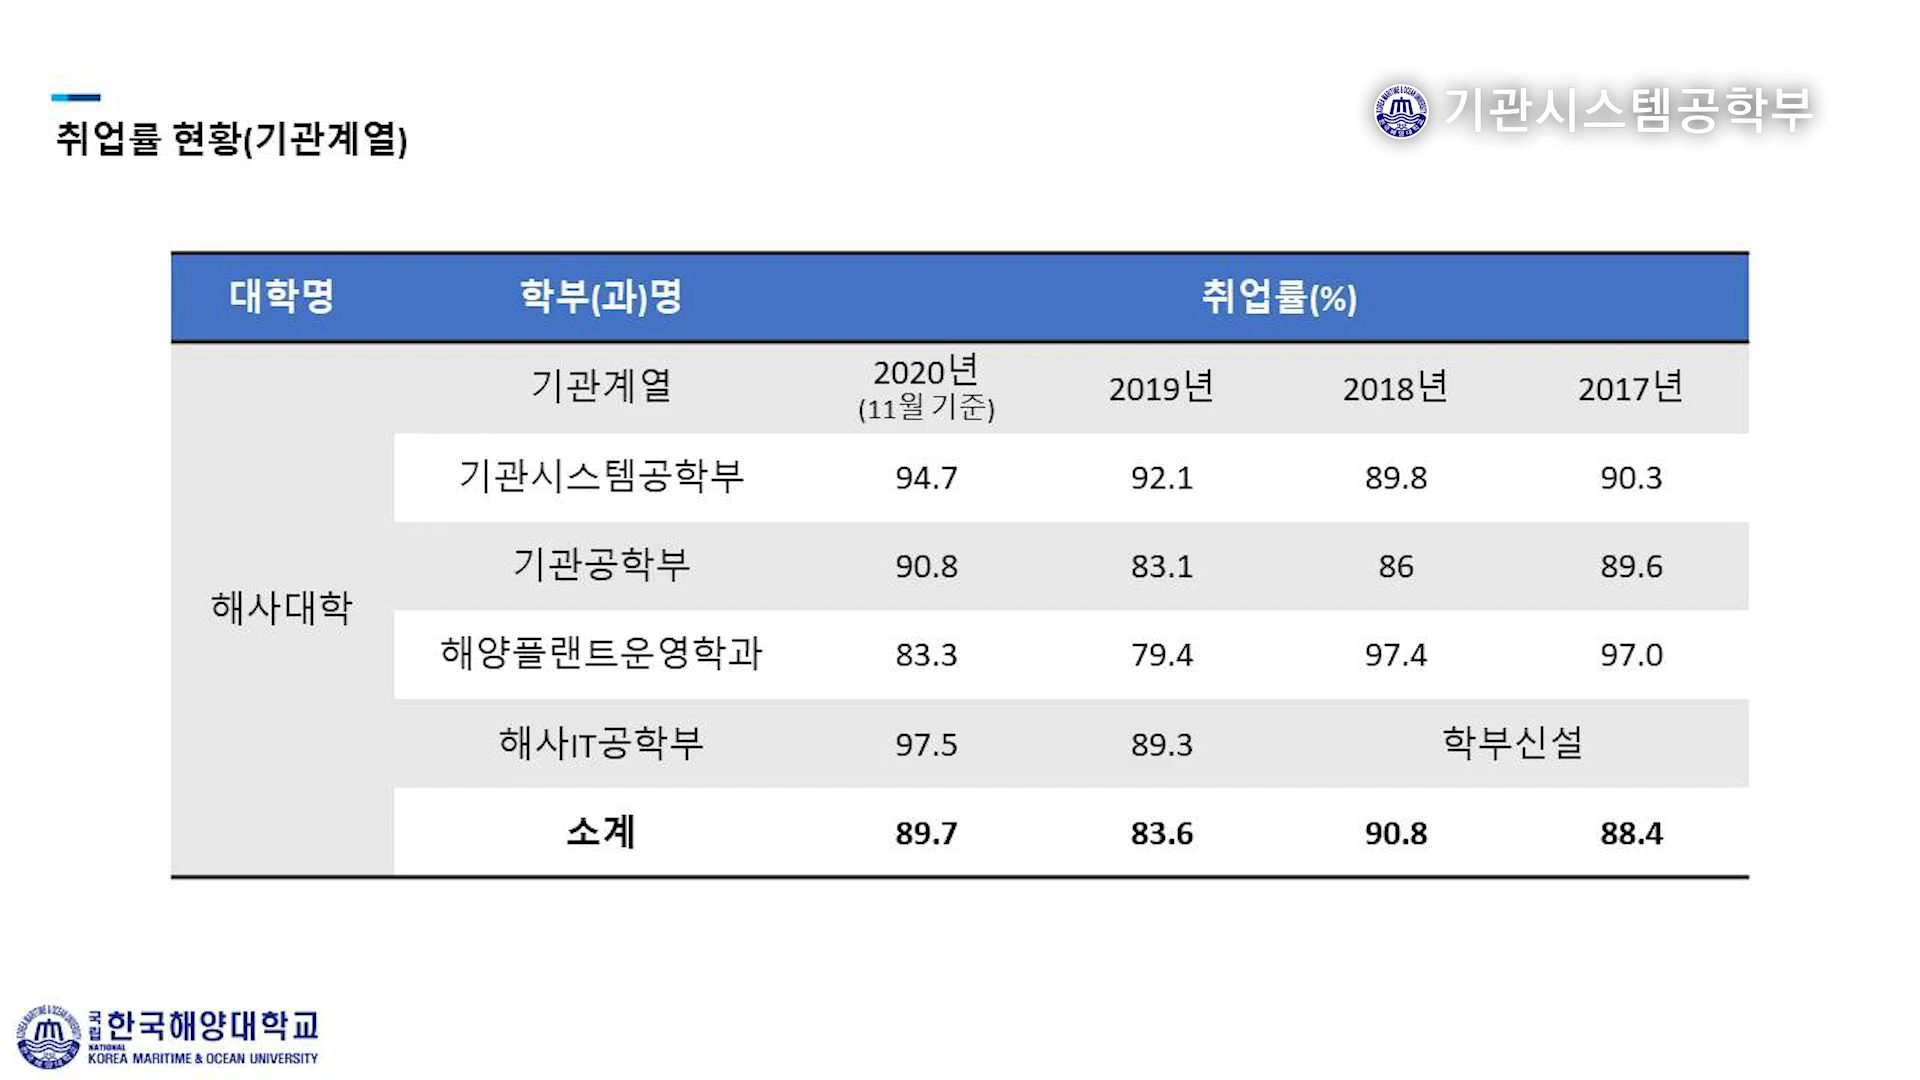 취업률 현황(기관계열)
기관시스템공학부
대학명 학부(과)명 취업률(%)
기관계열 2020년 (11월 기준) 2019년 2018년 2017년
기관시스템공학부 94.7 92.1 89.8 90.3
기관공학부 90.8 83.1 86 89.6
해사대학
해양플랜트운영학과 83.3 79.4 97.4 97.0
해사IT공학부 97.5 89.3 학부신설
소계 89.7 83.6 90.8 88.4
국립 한국해양대학교
NATIONAL
KOREA MARITIME & OCEAN UNIVERSITY